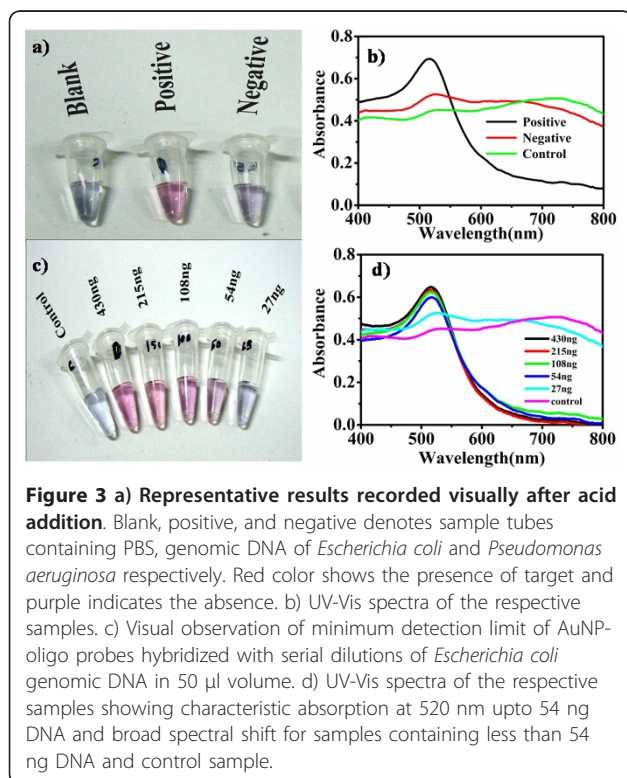 a)
Blank
Positive
Negative
b)
Absorbance
0.8
0.6
0.4
0.2
0.0
Positive
Negative
Control
400 500 600 700 800
Wavelength(nm)
c)
Control
430ng
215ng
108ng
54ng
27ng
150
100
50
d)
Absorbance
0.8
0.6
0.4
0.2
0.0
430ng
215ng
108ng
54ng
27ng
control
400 500 600 700 800
Wavelength(nm)
Figure 3 a) Representative results recorded visually after acid
addition. Blank, positive, and negative denotes sample tubes
containing PBS, genomic DNA of Escherichia coli and Pseudomonas
aeruginosa respectively. Red color shows the presence of target and
purple indicates the absence. b) UV-Vis spectra of the respective
samples. c) Visual observation of minimum detection limit of AuNP-
oligo probes hybridized with serial dilutions of Escherichia coli
genomic DNA in 50 μl volume. d) UV-Vis spectra of the respective
samples showing characteristic absorption at 520 nm upto 54 ng
DNA and broad spectral shift for samples containing less than 54
ng DNA and control sample.